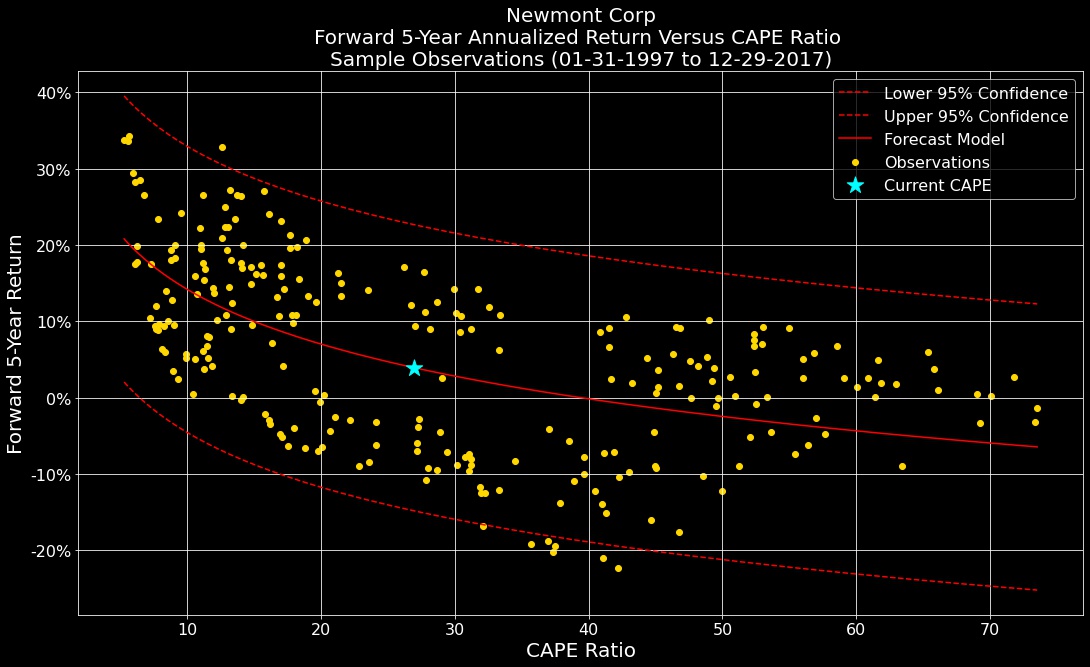 Newmont Corp
Forward 5-Year Annualized Return Versus CAPE Ratio
Sample Observations (01-31-1997 to 12-29-2017)
Lower 95% Confidence
Upper 95% Confidence
Forecast Model
Observations
Current CAPE
Forward 5-Year Return
40%
30%
20%
10%
0%
-10%
-20%
10 20 30 40 50 60 70
CAPE Ratio